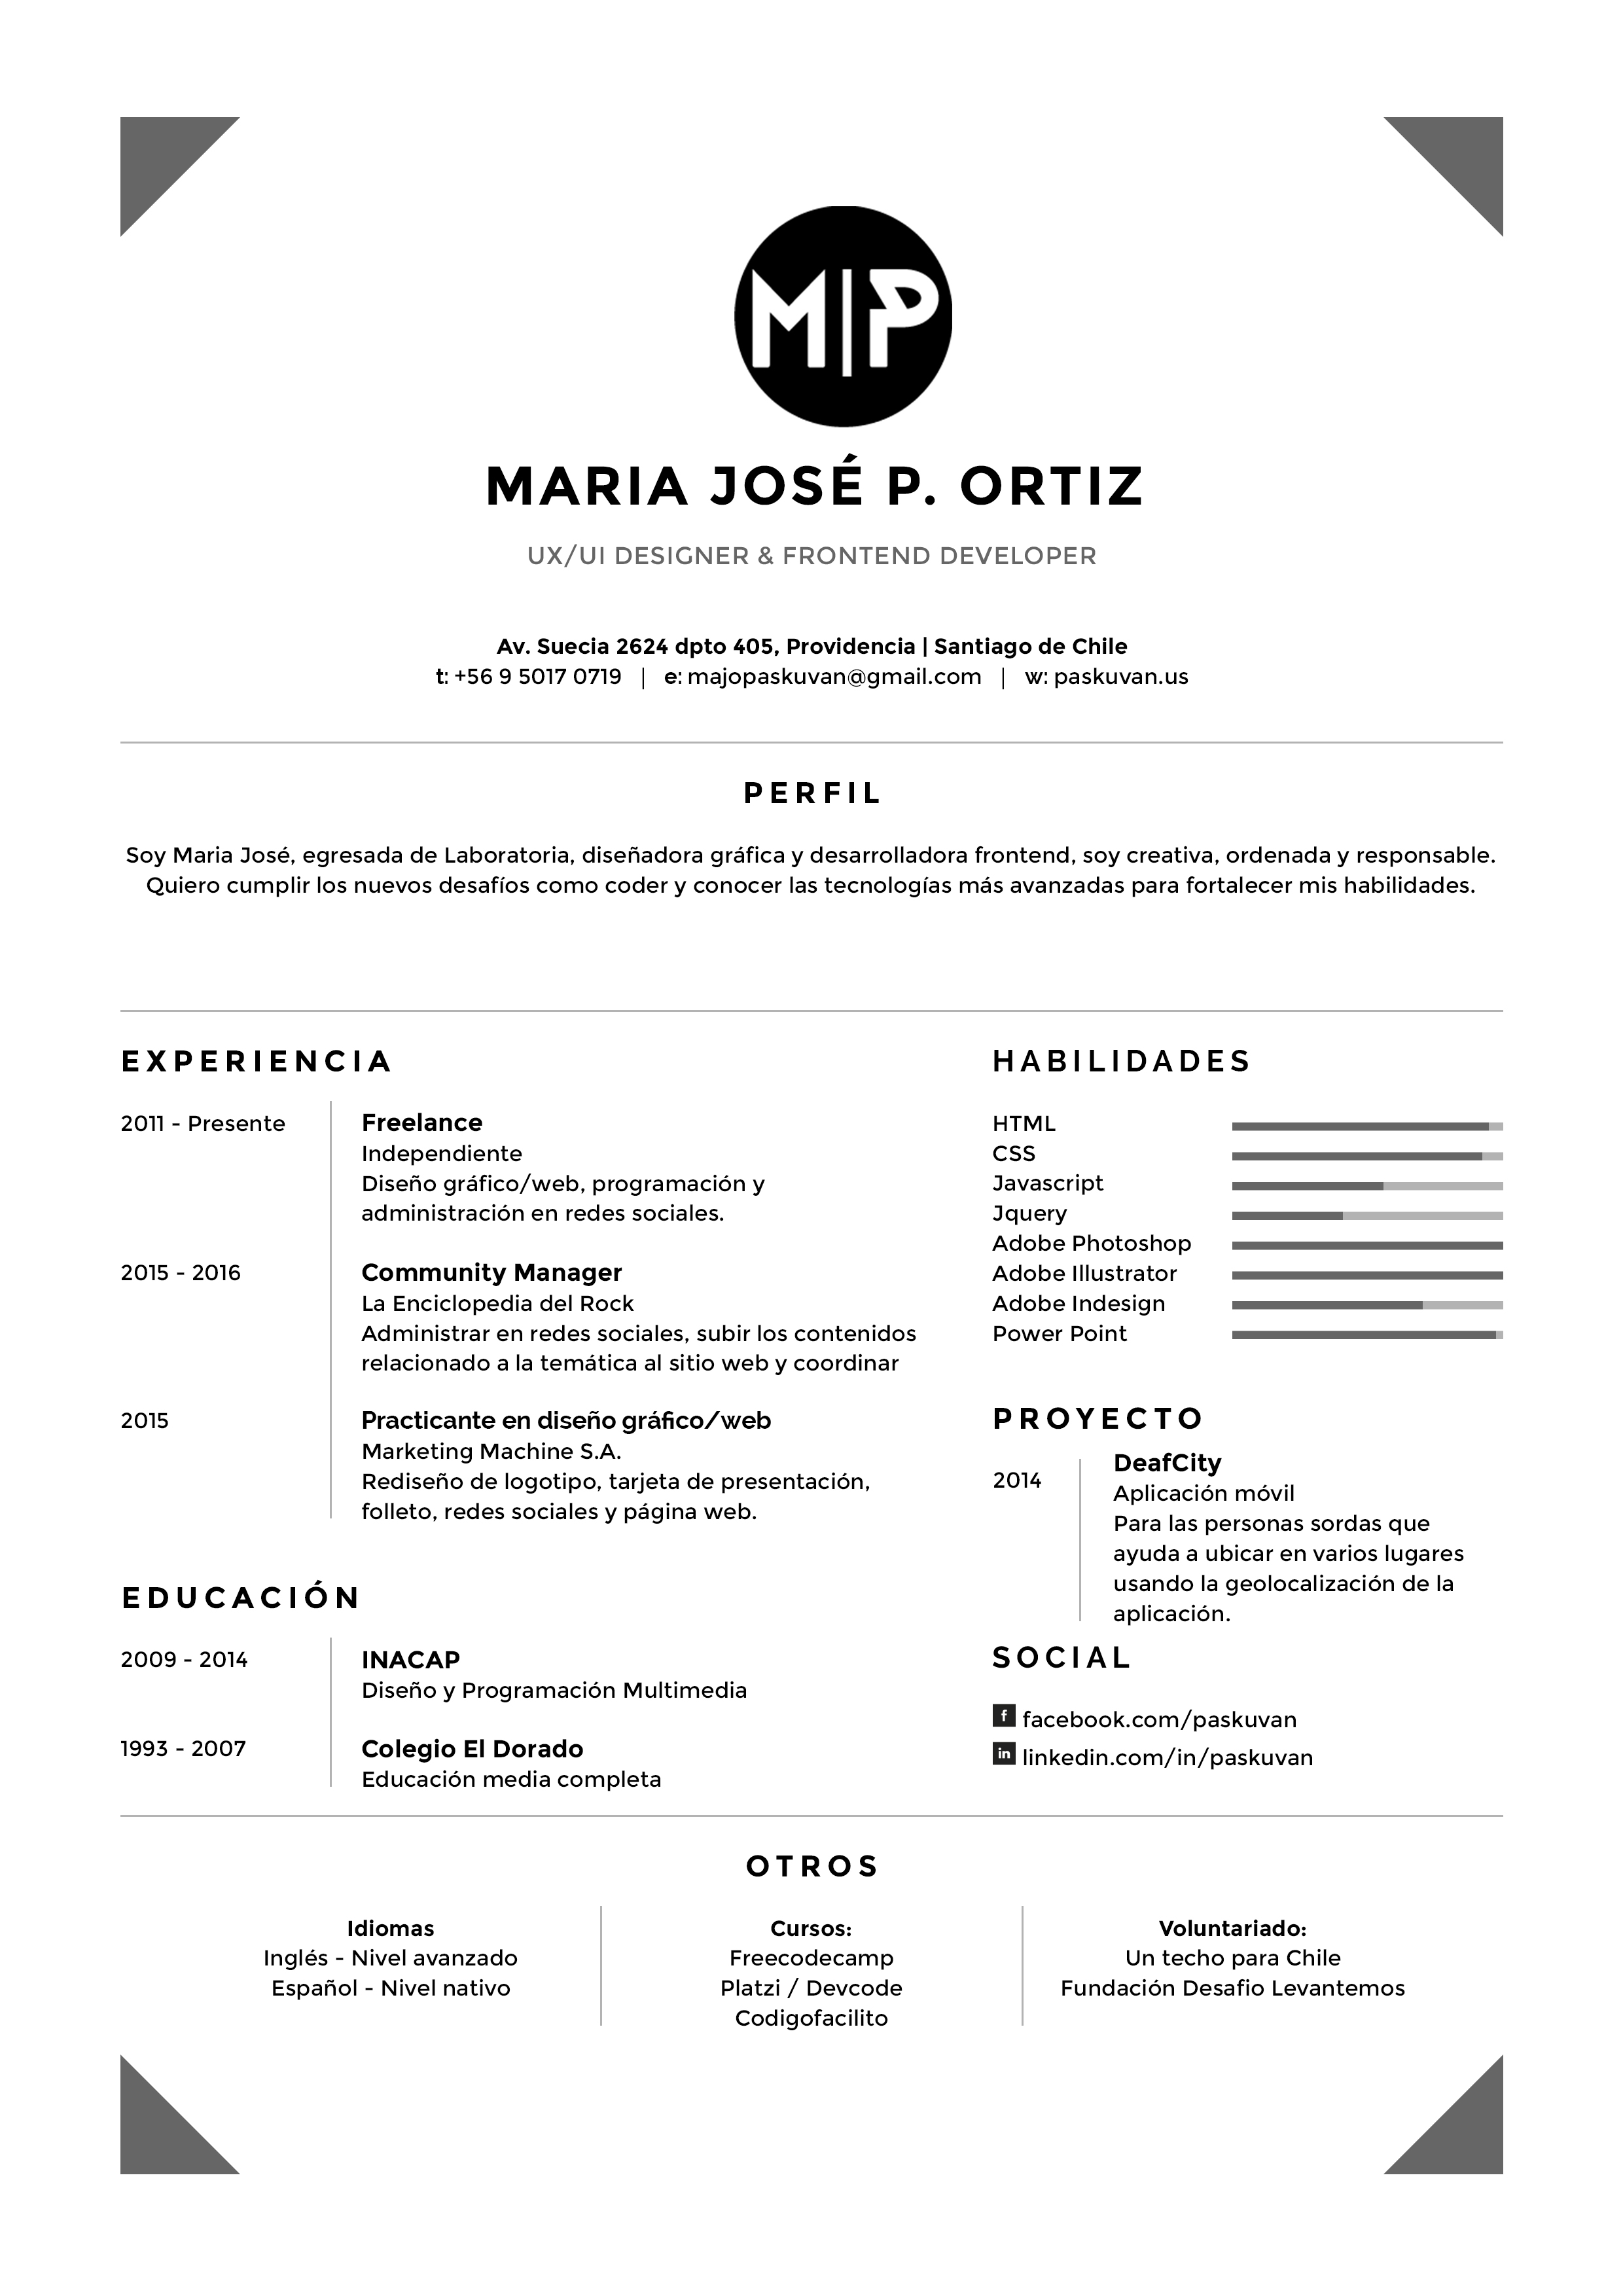 M|P
MARIA JOSÉ P. ORTIZ
UX/UI DESIGNER & FRONTEND DEVELOPER
Av. Suecia 2624 dpto 405, Providencia | Santiago de Chile
t: +56 9 5017 0719 | e: majopaskuvan@gmail.com | w: paskuvan.us
PERFIL
Soy Maria José, egresada de Laboratoria, diseñadora gráfica y desarrolladora frontend, soy creativa, ordenada y responsable.
Quiero cumplir los nuevos desafíos como coder y conocer las tecnologías más avanzadas para fortalecer mis habilidades.
EXPERIENCIA
2011 - Presente
Freelance
Independiente
Diseño gráfico/web, programación y
administración en redes sociales.
2015 - 2016
Community Manager
La Enciclopedia del Rock
Administrar en redes sociales, subir los contenidos
relacionado a la temática al sitio web y coordinar
2015
Practicante en diseño gráfico/web
Marketing Machine S.A.
Rediseño de logotipo, tarjeta de presentación,
folleto, redes sociales y página web.
EDUCACIÓN
2009 - 2014
INACAP
Diseño y Programación Multimedia
1993 - 2007
Colegio El Dorado
Educación media completa
HABILIDADES
HTML
CSS
Javascript
Jquery
Adobe Photoshop
Adobe Illustrator
Adobe Indesign
Power Point
PROYECTO
2014
DeafCity
Aplicación móvil
Para las personas sordas que
ayuda a ubicar en varios lugares
usando la geolocalización de la
aplicación.
SOCIAL
f facebook.com/paskuvan
in linkedin.com/in/paskuvan
OTROS
Idiomas
Inglés - Nivel avanzado
Español - Nivel nativo
Cursos:
Freecodecamp
Platzi / Devcode
Codigofacilito
Voluntariado:
Un techo para Chile
Fundación Desafio Levantemos